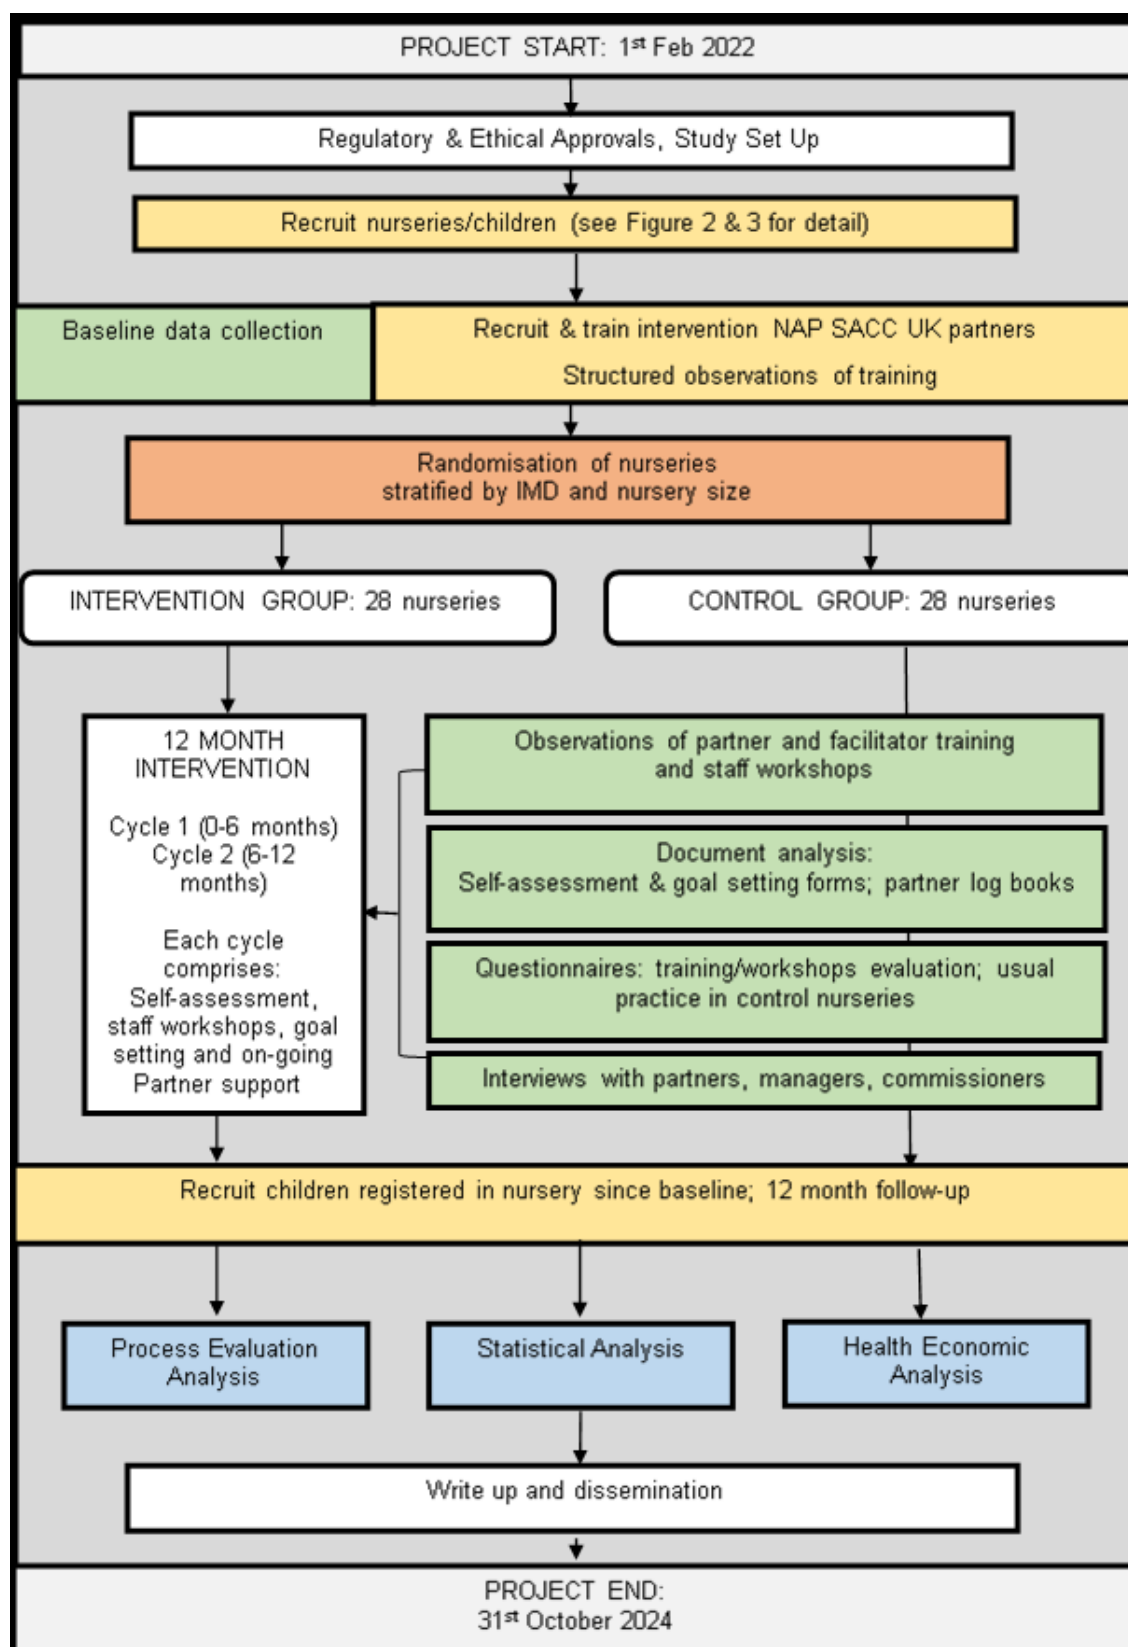 PROJECT START: 1st Feb 2022
Regulatory & Ethical Approvals, Study Set Up
Recruit nurseries/children (see Figure 2 & 3 for detail)
Baseline data collection
Recruit & train intervention NAP SACC UK partners
Structured observations of training
Randomisation of nurseries
stratified by IMD and nursery size
INTERVENTION GROUP: 28 nurseries
CONTROL GROUP: 28 nurseries
12 MONTH
INTERVENTION
Cycle 1 (0-6 months)
Cycle 2 (6-12
months)
Each cycle
comprises:
Self-assessment,
staff workshops, goal
setting and on-going
Partner support
Observations of partner and facilitator training
and staff workshops
Document analysis:
Self-assessment & goal setting forms; partner log books
Questionnaires: training/workshops evaluation; usual
practice in control nurseries
Interviews with partners, managers, commissioners
Recruit children registered in nursery since baseline; 12 month follow-up
Process Evaluation
Analysis
Statistical Analysis
Health Economic
Analysis
Write up and dissemination
PROJECT END:
31st October 2024